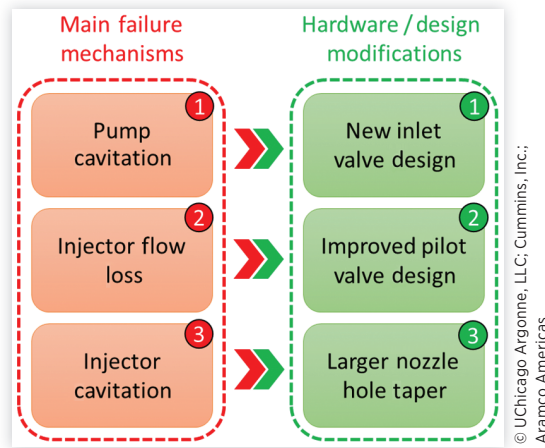 Main failure
mechanisms
Hardware / design
modifications
1
Pump
cavitation
1
New inlet
valve design
2
Injector flow
loss
2
Improved pilot
valve design
3
Injector
cavitation
3
Larger nozzle
hole taper
© UChicago Argonne, LLC; Cummins, Inc.;
Aramco Americas